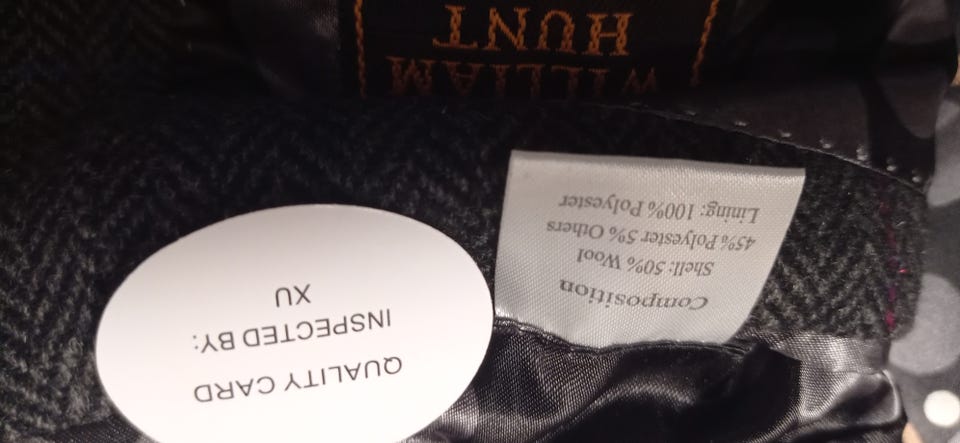 WILLIAM
HUNT
Composition
Shell: 50% Wool
45% Polyester 5% Others
Lining: 100% Polyester
QUALITY CARD
INSPECTED BY:
XU